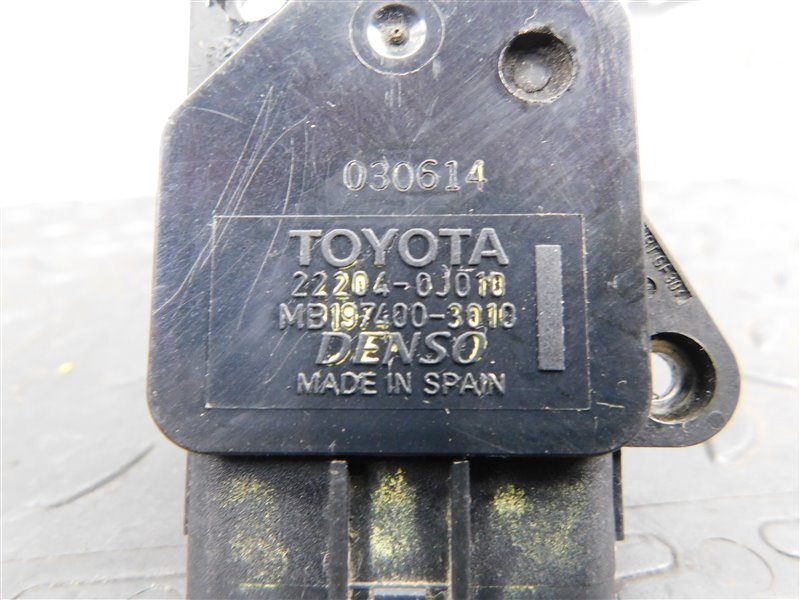 030614
TOYOTA
22204-0J010
MB197400-3010
DENSO
MADE IN SPAIN